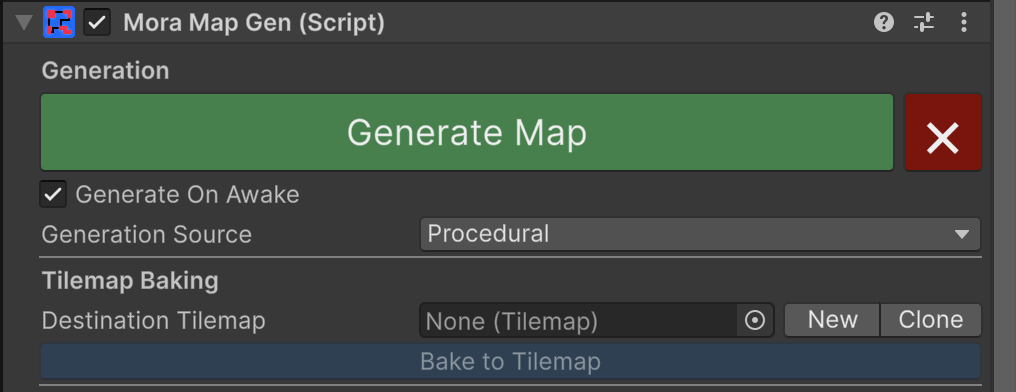 Mora Map Gen (Script)
Generation
Generate Map
Generate On Awake
Generation Source Procedural
Tilemap Baking
Destination Tilemap None (Tilemap) New Clone
Bake to Tilemap